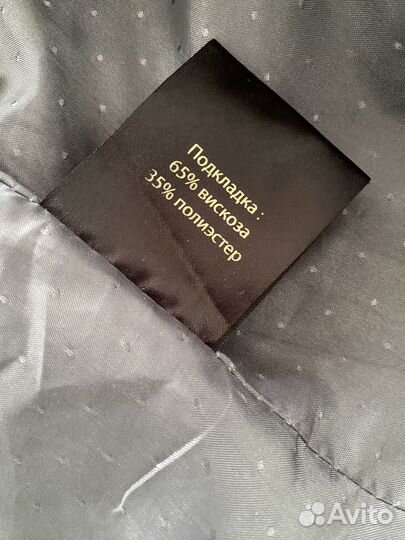 Подкладка :
65% вискоза
35% полиэстер
Avito